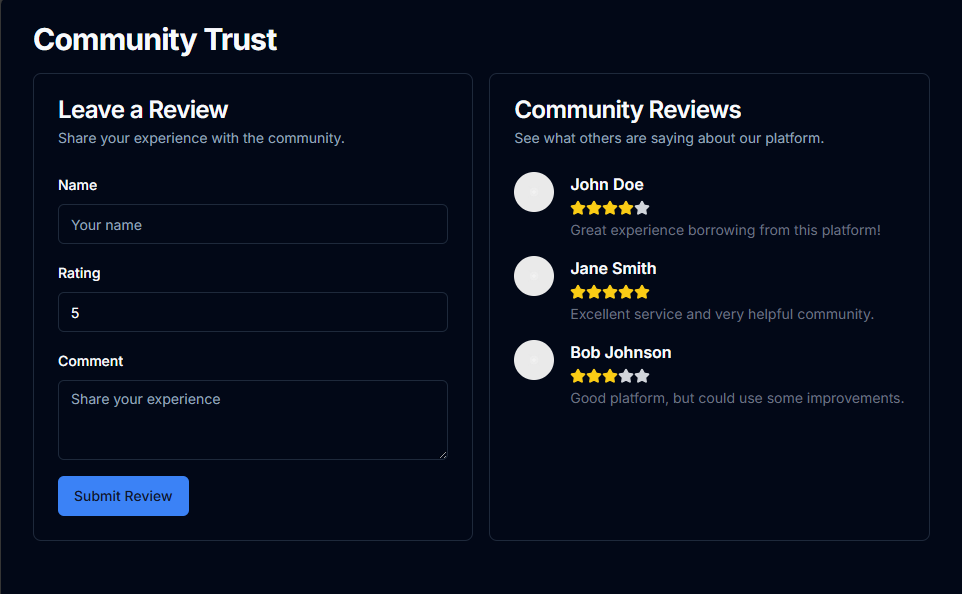 Community Trust
Leave a Review
Share your experience with the community.
Name
Your name
Rating
5
Comment
Share your experience
Submit Review
Community Reviews
See what others are saying about our platform.
John Doe
Great experience borrowing from this platform!
Jane Smith
Excellent service and very helpful community.
Bob Johnson
Good platform, but could use some improvements.